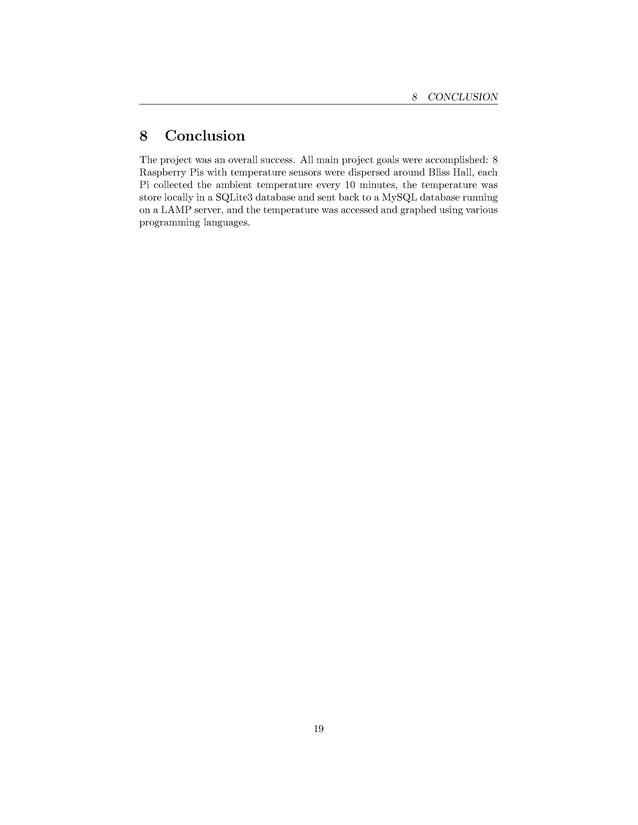 8 CONCLUSION
8 Conclusion
The project was an overall success. All main project goals were accomplished: 8
Raspberry Pis with temperature sensors were dispersed around Bliss Hall, each
Pi collected the ambient temperature every 10 minutes, the temperature was
store locally in a SQLite3 database and sent back to a MySQL database running
on a LAMP server, and the temperature was accessed and graphed using various
programming languages.
19